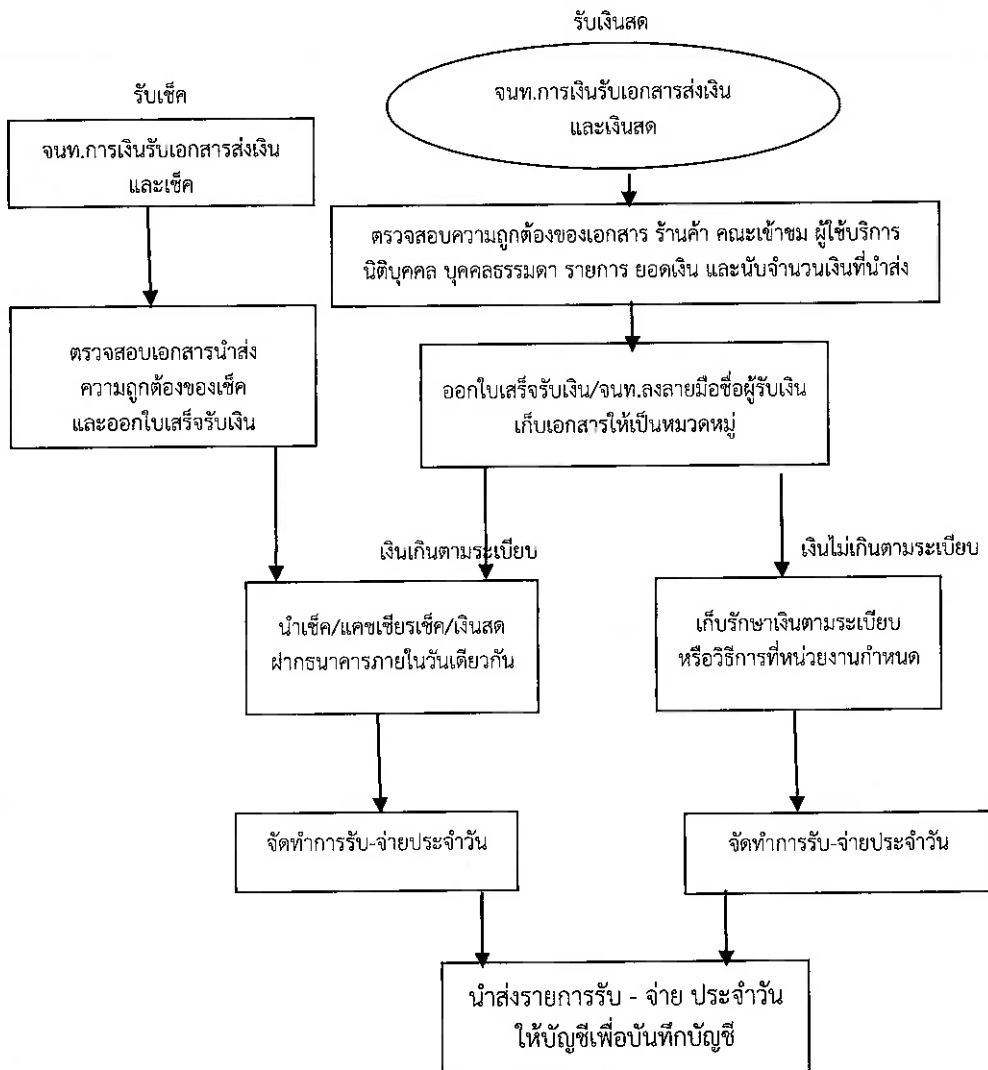 รับเงินสด
จนท.การเงินรับเอกสารส่งเงิน
และเงินสด
รับเช็ค
จนท.การเงินรับเอกสารส่งเงิน
และเช็ค
ตรวจสอบความถูกต้องของเอกสาร ร้านค้า คณะเข้าชม ผู้ใช้บริการ
นิติบุคคล บุคคลธรรมดา รายการ ยอดเงิน และนับจำนวนเงินที่นำส่ง
ตรวจสอบเอกสารนำส่ง
ความถูกต้องของเช็ค
และออกใบเสร็จรับเงิน
ออกใบเสร็จรับเงิน/จนท.ลงลายมือชื่อผู้รับเงิน
เก็บเอกสารให้เป็นหมวดหมู่
เงินเกินตามระเบียบ
เงินไม่เกินตามระเบียบ
นำเช็ค/แคชเชียรเช็ค/เงินสด
ฝากธนาคารภายในวันเดียวกัน
เก็บรักษาเงินตามระเบียบ
หรือวิธีการที่หน่วยงานกำหนด
จัดทำการรับ-จ่ายประจำวัน
จัดทำการรับ-จ่ายประจำวัน
นำส่งรายการรับ - จ่าย ประจำวัน
ให้บัญชีเพื่อบันทึกบัญชี